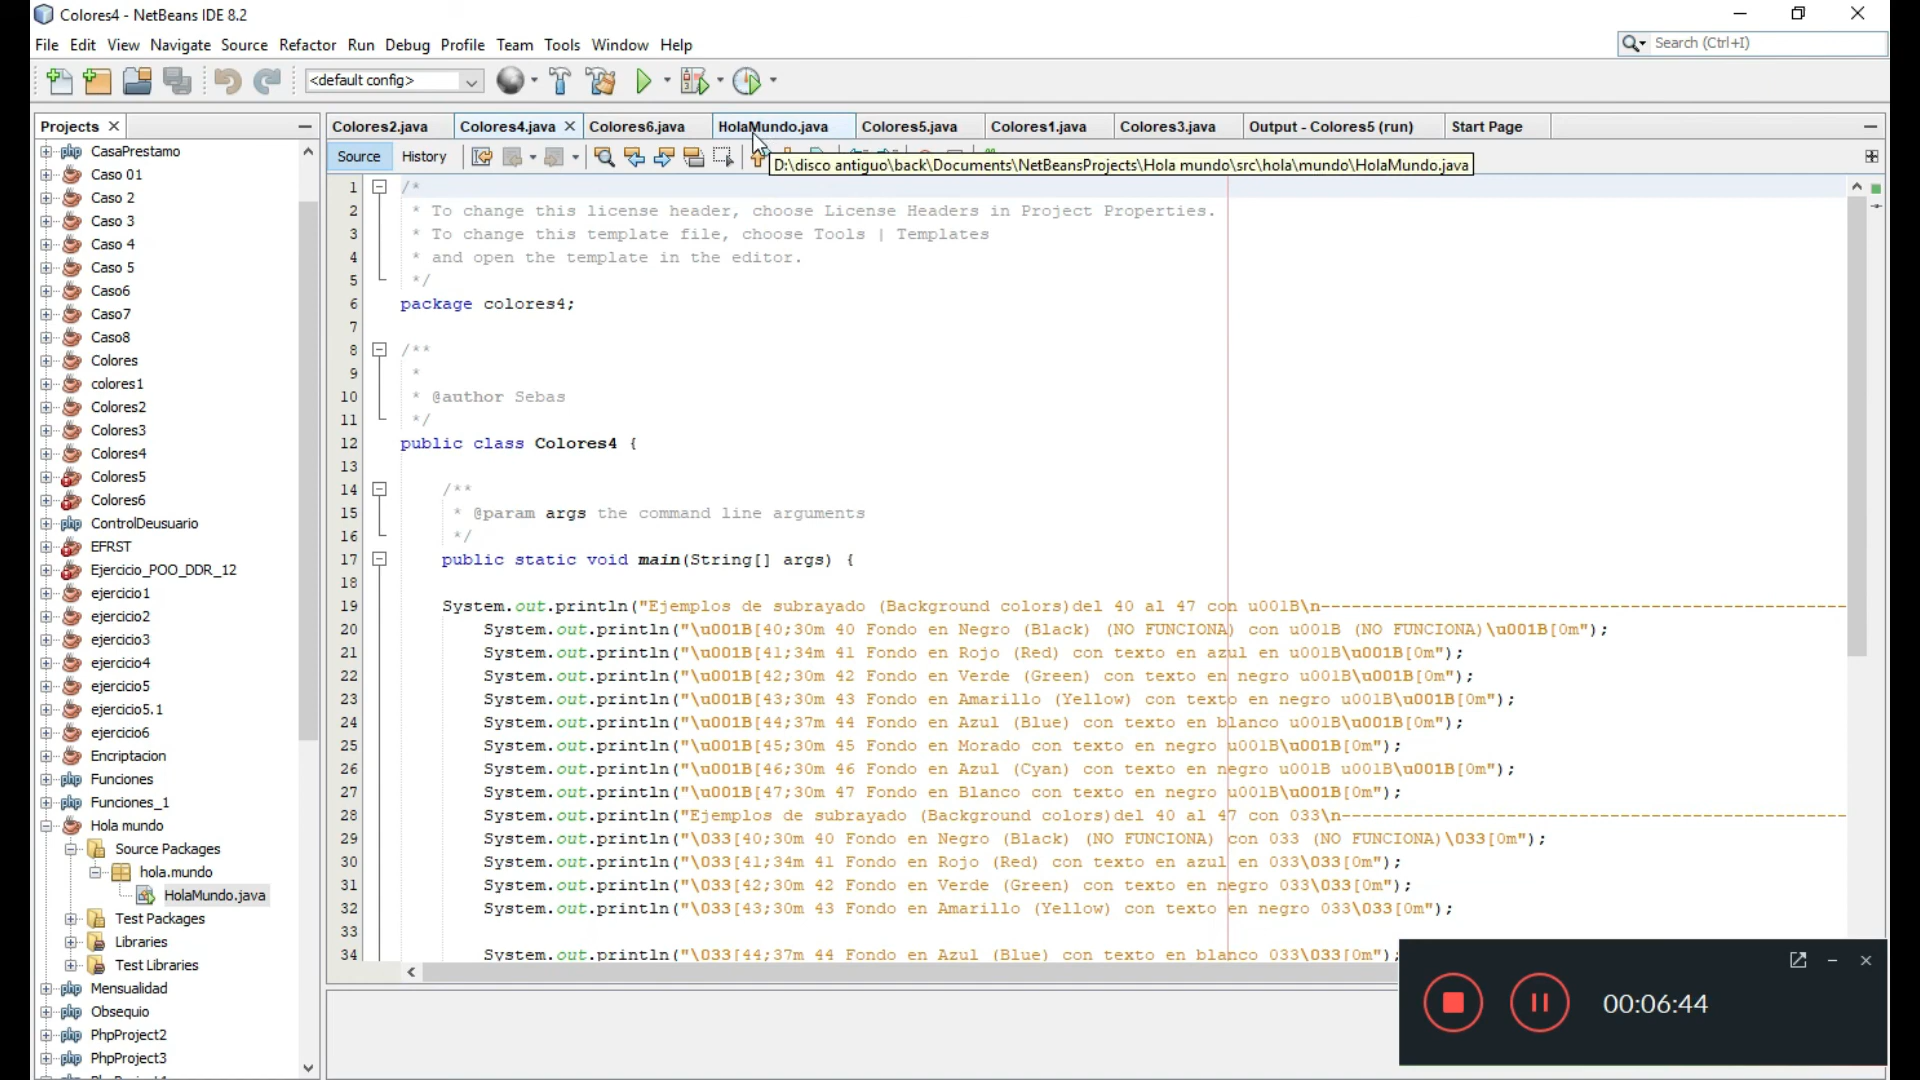 Colores4 - NetBeans IDE 8.2
File Edit View Navigate Source Refactor Run Debug Profile Team Tools Window Help
Search (Ctrl+I)
<default config>
Projects
Colores2.java Colores4.java Colores6.java HolaMundo.java Colores5.java Colores1.java Colores3.java Output - Colores5 (run) Start Page
Source History
D:\disco antiguo\back\Documents\NetBeansProjects\Hola mundo\src\hola\mundo\HolaMundo.java
CasaPrestamo
Caso 01
Caso 2
Caso 3
Caso 4
Caso 5
Caso6
Caso7
Caso8
Colores
colores1
Colores2
Colores3
Colores4
Colores5
Colores6
ControlDeusuario
EFRST
Ejercicio_POO_DDR_12
ejercicio1
ejercicio2
ejercicio3
ejercicio4
ejercicio5
ejercicio5.1
ejercicio6
Encriptacion
Funciones
Funciones_1
Hola mundo
Source Packages
hola.mundo
HolaMundo.java
Test Packages
Libraries
Test Libraries
Mensualidad
Obsequio
PhpProject2
PhpProject3
1 /*
2 * To change this license header, choose License Headers in Project Properties.
3 * To change this template file, choose Tools | Templates
4 * and open the template in the editor.
5 */
6 package colores4;
7
8 /**
9 *
10 * @author Sebas
11 */
12 public class Colores4 {
13
14 /**
15 * @param args the command line arguments
16 */
17 public static void main(String[] args) {
18
19 System.out.println("Ejemplos de subrayado (Background colors)del 40 al 47 con u001B\n---------------------------------------------------
20 System.out.println("\u001B[40;30m 40 Fondo en Negro (Black) (NO FUNCIONA) con u001B (NO FUNCIONA)\u001B[0m");
21 System.out.println("\u001B[41;34m 41 Fondo en Rojo (Red) con texto en azul en u001B\u001B[0m");
22 System.out.println("\u001B[42;30m 42 Fondo en Verde (Green) con texto en negro u001B\u001B[0m");
23 System.out.println("\u001B[43;30m 43 Fondo en Amarillo (Yellow) con texto en negro u001B\u001B[0m");
24 System.out.println("\u001B[44;37m 44 Fondo en Azul (Blue) con texto en blanco u001B\u001B[0m");
25 System.out.println("\u001B[45;30m 45 Fondo en Morado con texto en negro u001B\u001B[0m");
26 System.out.println("\u001B[46;30m 46 Fondo en Azul (Cyan) con texto en negro u001B u001B\u001B[0m");
27 System.out.println("\u001B[47;30m 47 Fondo en Blanco con texto en negro u001B\u001B[0m");
28 System.out.println("Ejemplos de subrayado (Background colors)del 40 al 47 con 033\n-------------------------------------------------
29 System.out.println("\033[40;30m 40 Fondo en Negro (Black) (NO FUNCIONA) con 033 (NO FUNCIONA)\033[0m");
30 System.out.println("\033[41;34m 41 Fondo en Rojo (Red) con texto en azul en 033\033[0m");
31 System.out.println("\033[42;30m 42 Fondo en Verde (Green) con texto en negro 033\033[0m");
32 System.out.println("\033[43;30m 43 Fondo en Amarillo (Yellow) con texto en negro 033\033[0m");
33
34 System.out.println("\033[44;37m 44 Fondo en Azul (Blue) con texto en blanco 033\033[0m");
00:06:44